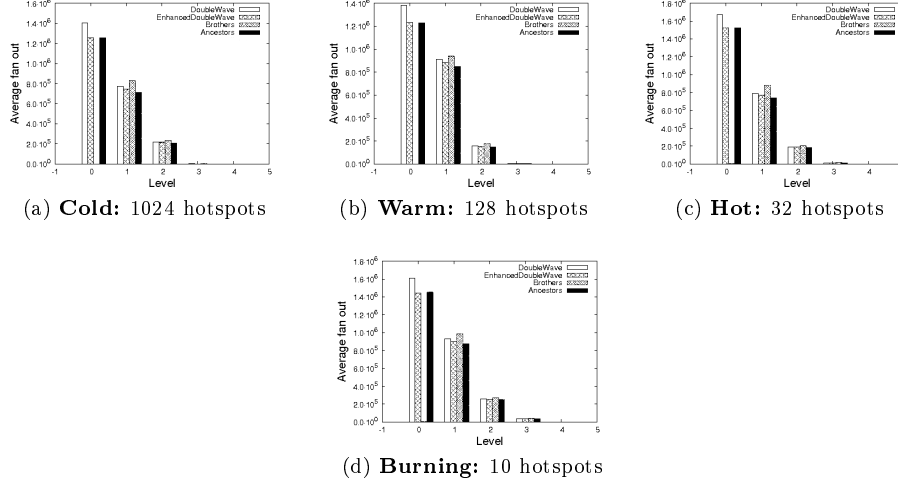 DoubleWave
EnhancedDoubleWave
Brothers
Ancestors
1.6·10⁶
1.4·10⁶
1.2·10⁶
1.0·10⁶
8.0·10⁵
6.0·10⁵
4.0·10⁵
2.0·10⁵
0.0·10⁰
Average fan out
-1 0 1 2 3 4 5
Level
(a) Cold: 1024 hotspots
DoubleWave
EnhancedDoubleWave
Brothers
Ancestors
1.4·10⁶
1.2·10⁶
1.0·10⁶
8.0·10⁵
6.0·10⁵
4.0·10⁵
2.0·10⁵
0.0·10⁰
Average fan out
-1 0 1 2 3 4 5
Level
(b) Warm: 128 hotspots
DoubleWave
EnhancedDoubleWave
Brothers
Ancestors
1.8·10⁶
1.6·10⁶
1.4·10⁶
1.2·10⁶
1.0·10⁶
8.0·10⁵
6.0·10⁵
4.0·10⁵
2.0·10⁵
0.0·10⁰
Average fan out
-1 0 1 2 3 4
Level
(c) Hot: 32 hotspots
DoubleWave
EnhancedDoubleWave
Brothers
Ancestors
1.8·10⁶
1.6·10⁶
1.4·10⁶
1.2·10⁶
1.0·10⁶
8.0·10⁵
6.0·10⁵
4.0·10⁵
2.0·10⁵
0.0·10⁰
Average fan out
-1 0 1 2 3 4 5
Level
(d) Burning: 10 hotspots